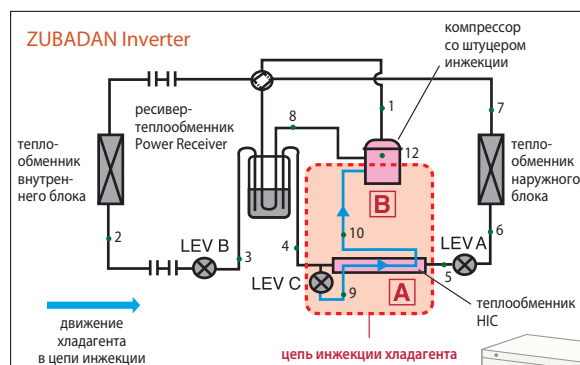 ZUBADAN Inverter
компрессор
со штуцером
инжекции
ресивер-
теплообменник
Power Receiver
8
1
7
12
тепло-
обменник
внутрен-
него блока
тепло-
обменник
наружного
блока
B
2
LEV B
3
4
10
LEV A
6
5
LEV C
9
A
теплообменник
HIC
движение
хладагента
в цепи инжекции
цепь инжекции хладагента